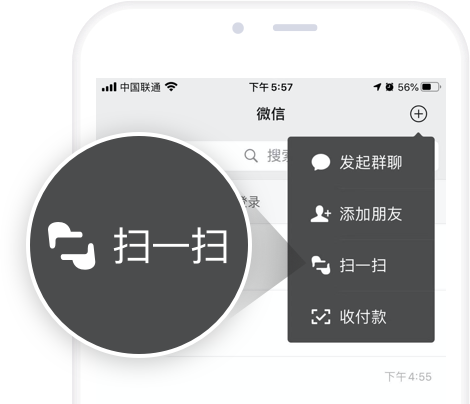 中国联通
下午5:57
56%
微信
搜索
发起群聊
登录
添加朋友
扫一扫
扫一扫
收付款
下午4:55